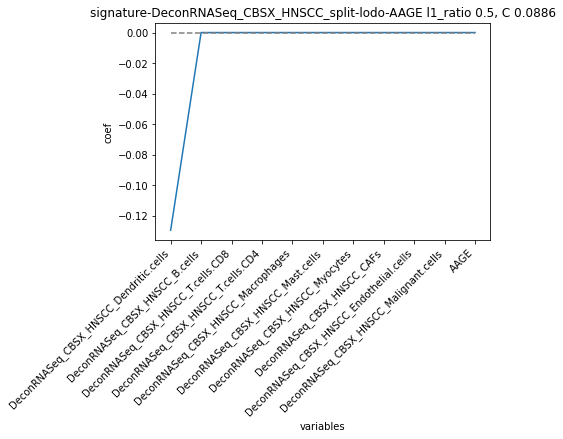 signature-DeconRNASeq_CBSX_HNSCC_split-lodo-AAGE l1_ratio 0.5, C 0.0886
0.00
−0.02
−0.04
−0.06
−0.08
−0.10
−0.12
coef
DeconRNASeq_CBSX_HNSCC_Dendritic.cells
DeconRNASeq_CBSX_HNSCC_B.cells
DeconRNASeq_CBSX_HNSCC_T.cells.CD8
DeconRNASeq_CBSX_HNSCC_T.cells.CD4
DeconRNASeq_CBSX_HNSCC_Macrophages
DeconRNASeq_CBSX_HNSCC_Mast.cells
DeconRNASeq_CBSX_HNSCC_Myocytes
DeconRNASeq_CBSX_HNSCC_CAFs
DeconRNASeq_CBSX_HNSCC_Endothelial.cells
DeconRNASeq_CBSX_HNSCC_Malignant.cells
AAGE
variables